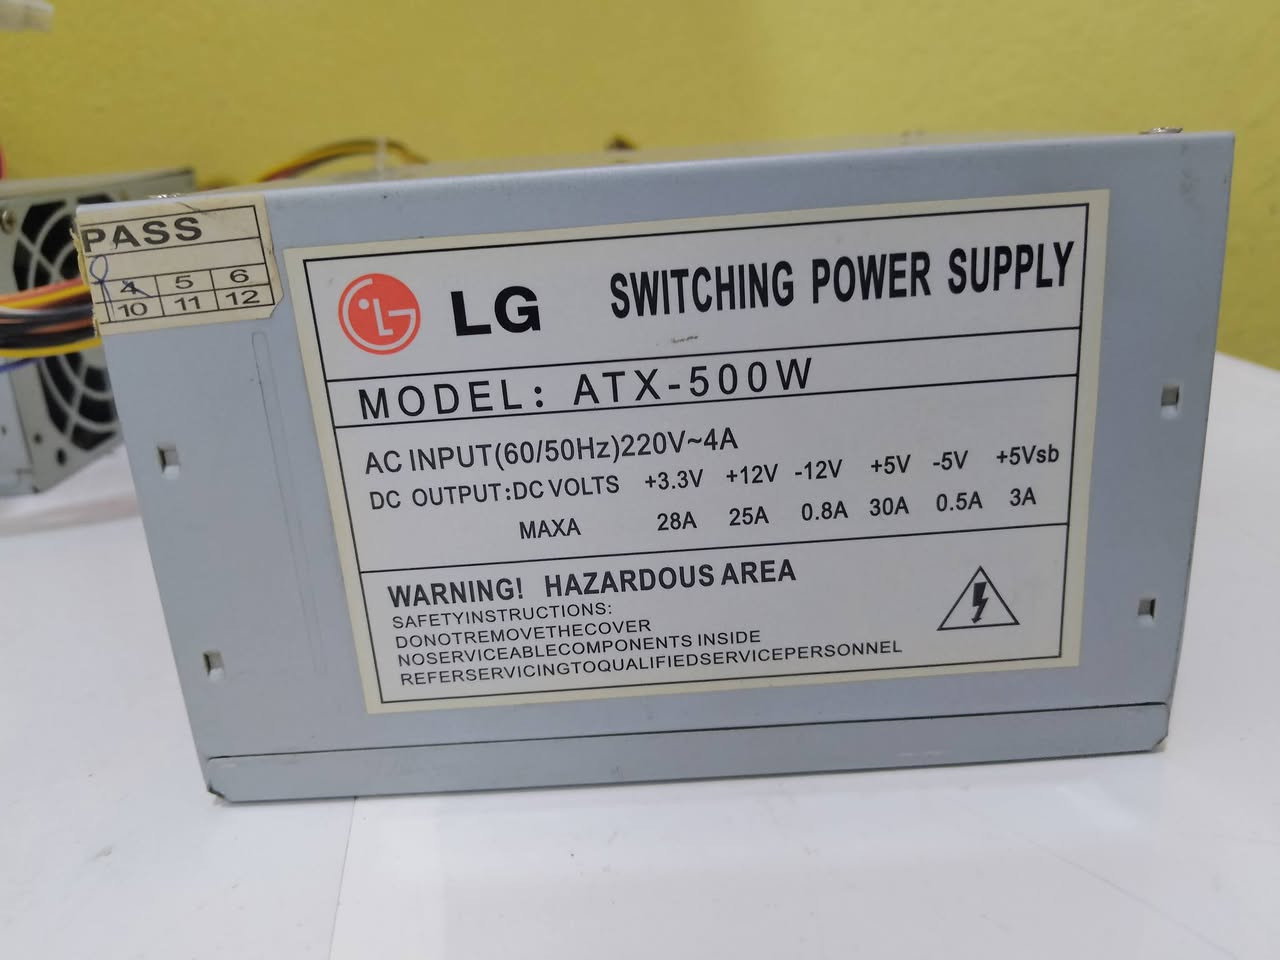 PASS
4 5 6
10 11 12
LG SWITCHING POWER SUPPLY
MODEL: ATX-500W
AC INPUT(60/50Hz)220V~4A
DC OUTPUT:DC VOLTS +3.3V +12V -12V +5V -5V +5Vsb
MAXA 28A 25A 0.8A 30A 0.5A 3A
WARNING! HAZARDOUS AREA
SAFETYINSTRUCTIONS:
DONOTREMOVETHECOVER
NOSERVICEABLECOMPONENTS INSIDE
REFERSERVICINGTOQUALIFIEDSERVICEPERSONNEL